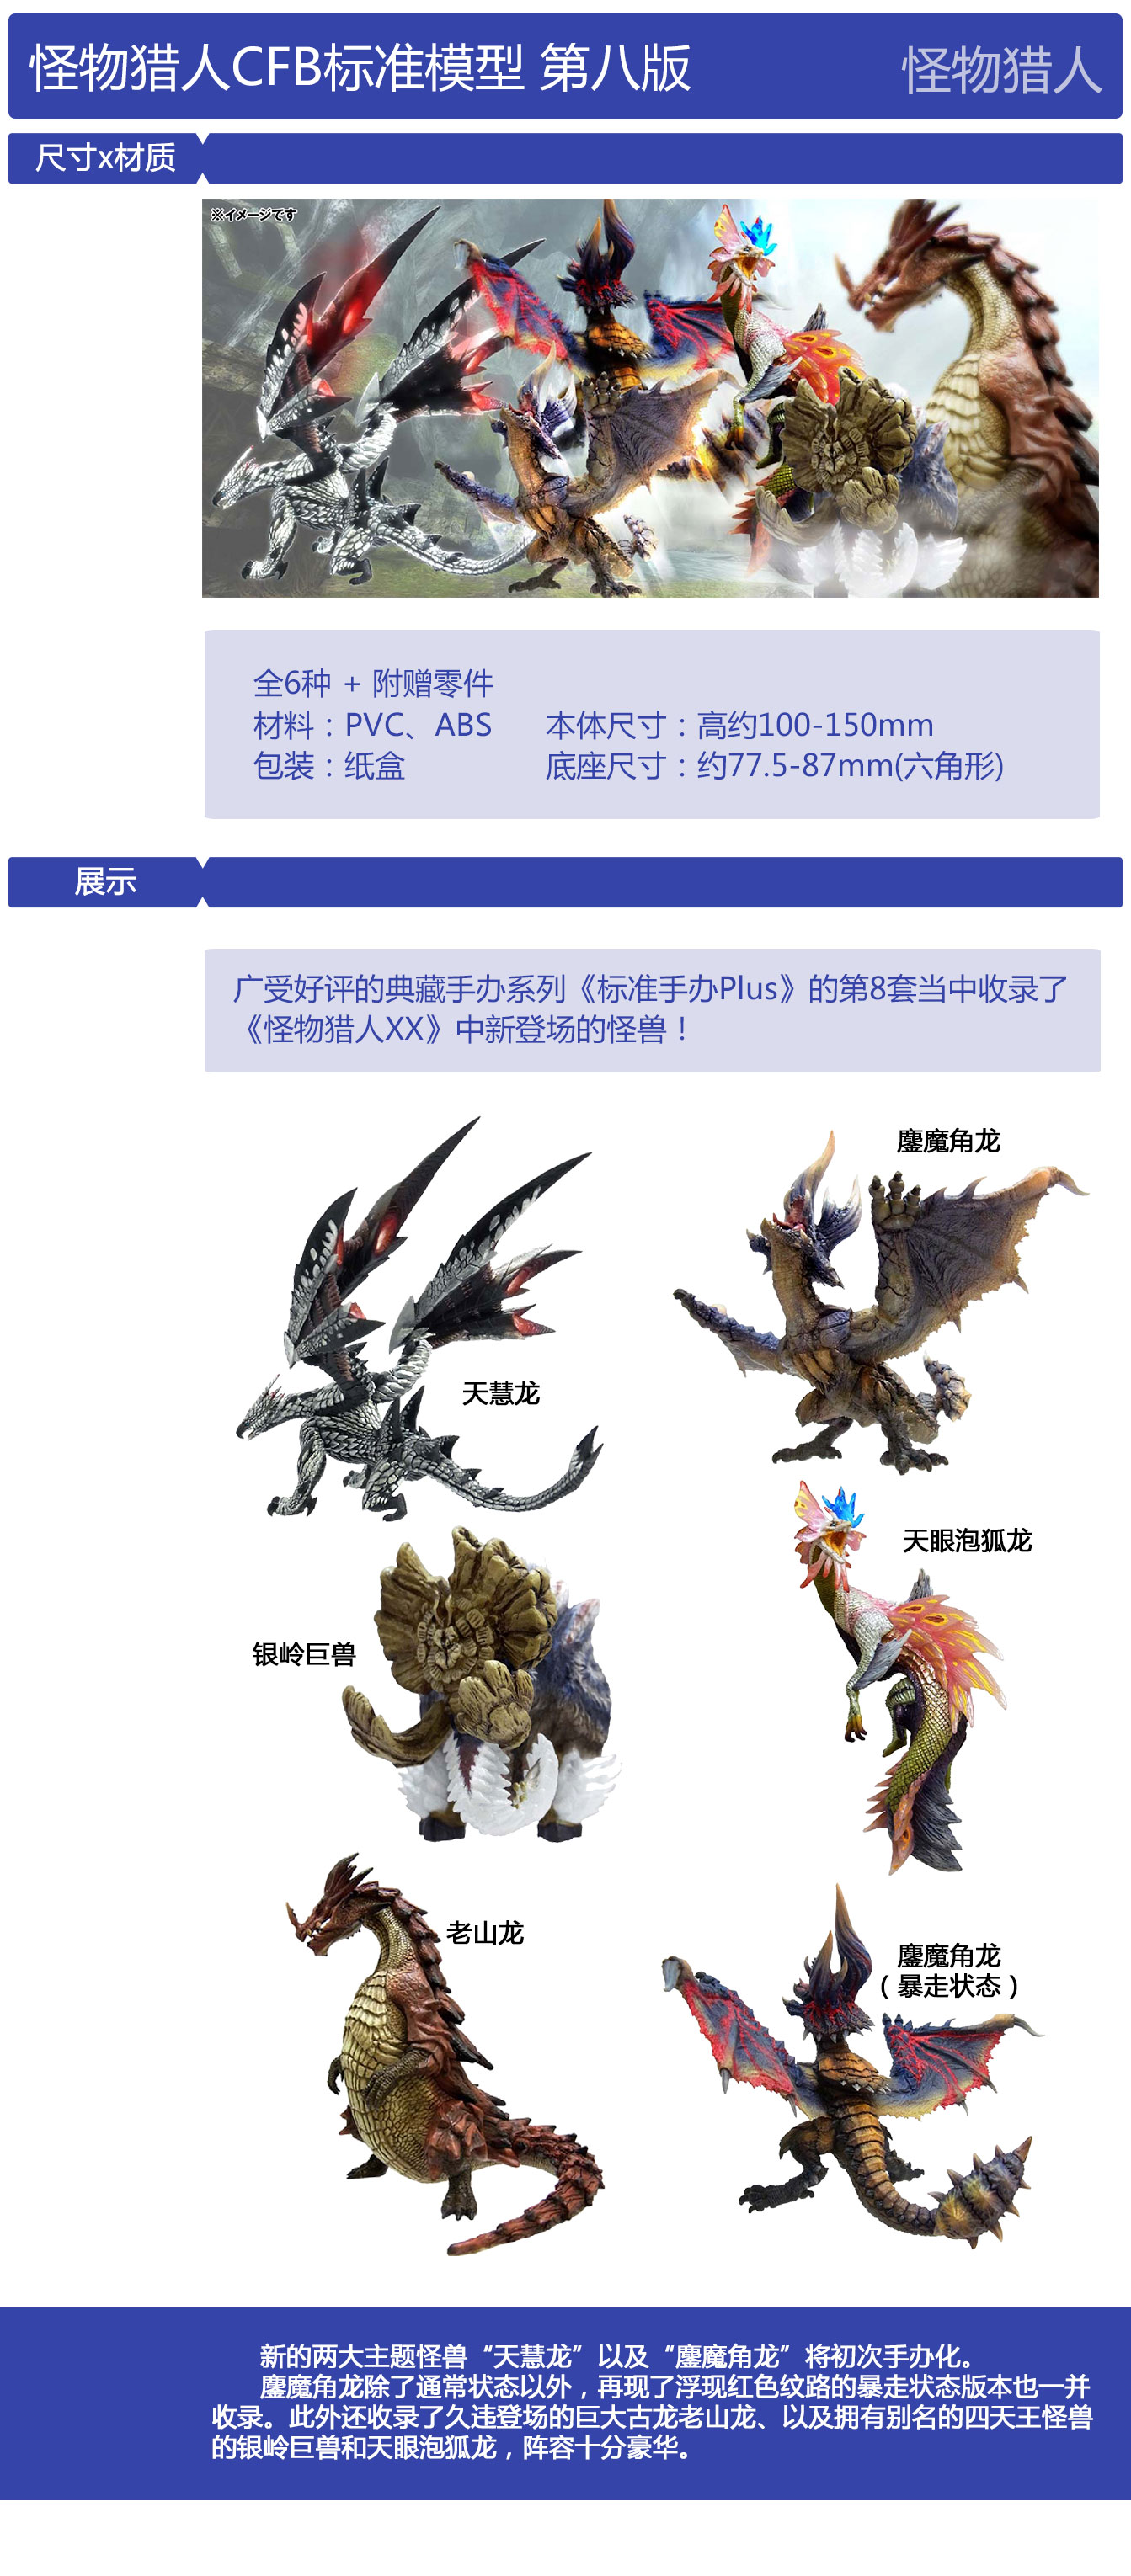 怪物猎人CFB标准模型 第八版
怪物猎人
尺寸x材质
※イメージです
全6种 + 附赠零件
材料：PVC、ABS 本体尺寸：高约100-150mm
包装：纸盒 底座尺寸：约77.5-87mm(六角形)
展示
广受好评的典藏手办系列《标准手办Plus》的第8套当中收录了
《怪物猎人XX》中新登场的怪兽！
鏖魔角龙
天慧龙
天眼泡狐龙
银岭巨兽
老山龙
鏖魔角龙
（暴走状态）
新的两大主题怪兽“天慧龙”以及“鏖魔角龙”将初次手办化。
鏖魔角龙除了通常状态以外，再现了浮现红色纹路的暴走状态版本也一并
收录。此外还收录了久违登场的巨大古龙老山龙、以及拥有别名的四天王怪兽
的银岭巨兽和天眼泡狐龙，阵容十分豪华。